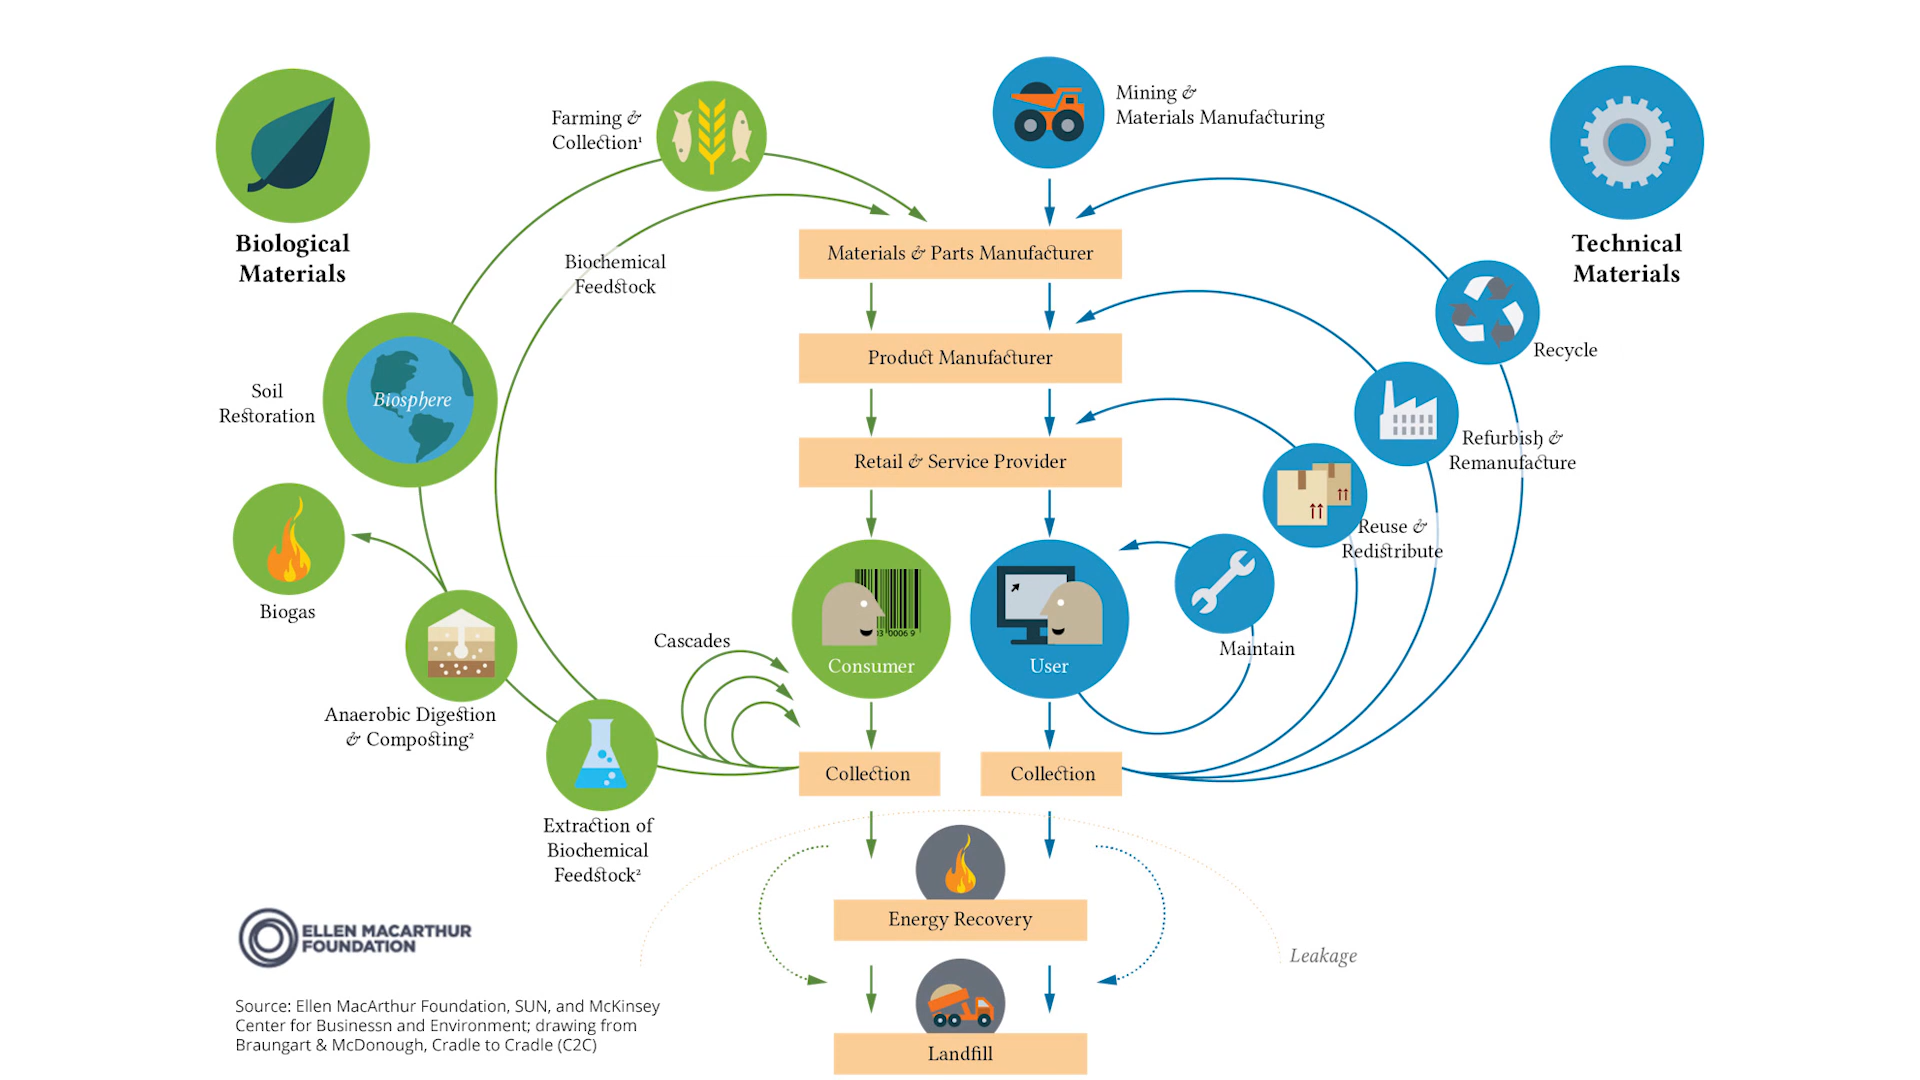 Biological
Materials
Farming &
Collection¹
Mining &
Materials Manufacturing
Technical
Materials
Biochemical
Feedstock
Materials & Parts Manufacturer
Product Manufacturer
Retail & Service Provider
Recycle
Refurbish &
Remanufacture
Reuse &
Redistribute
Maintain
Soil
Restoration
Biosphere
Biogas
Anaerobic Digestion
& Composting²
Extraction of
Biochemical
Feedstock²
Cascades
03 0006 9
Consumer
User
Collection
Collection
Energy Recovery
Leakage
Landfill
ELLEN MACARTHUR
FOUNDATION
Source: Ellen MacArthur Foundation, SUN, and McKinsey
Center for Businessn and Environment; drawing from
Braungart & McDonough, Cradle to Cradle (C2C)